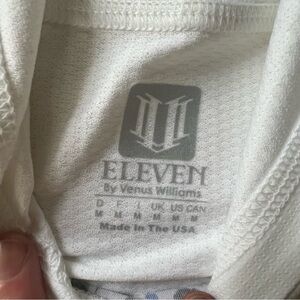 ELEVEN
By Venus Williams
D F I UK US CAN
M M M M M M
Made In The USA